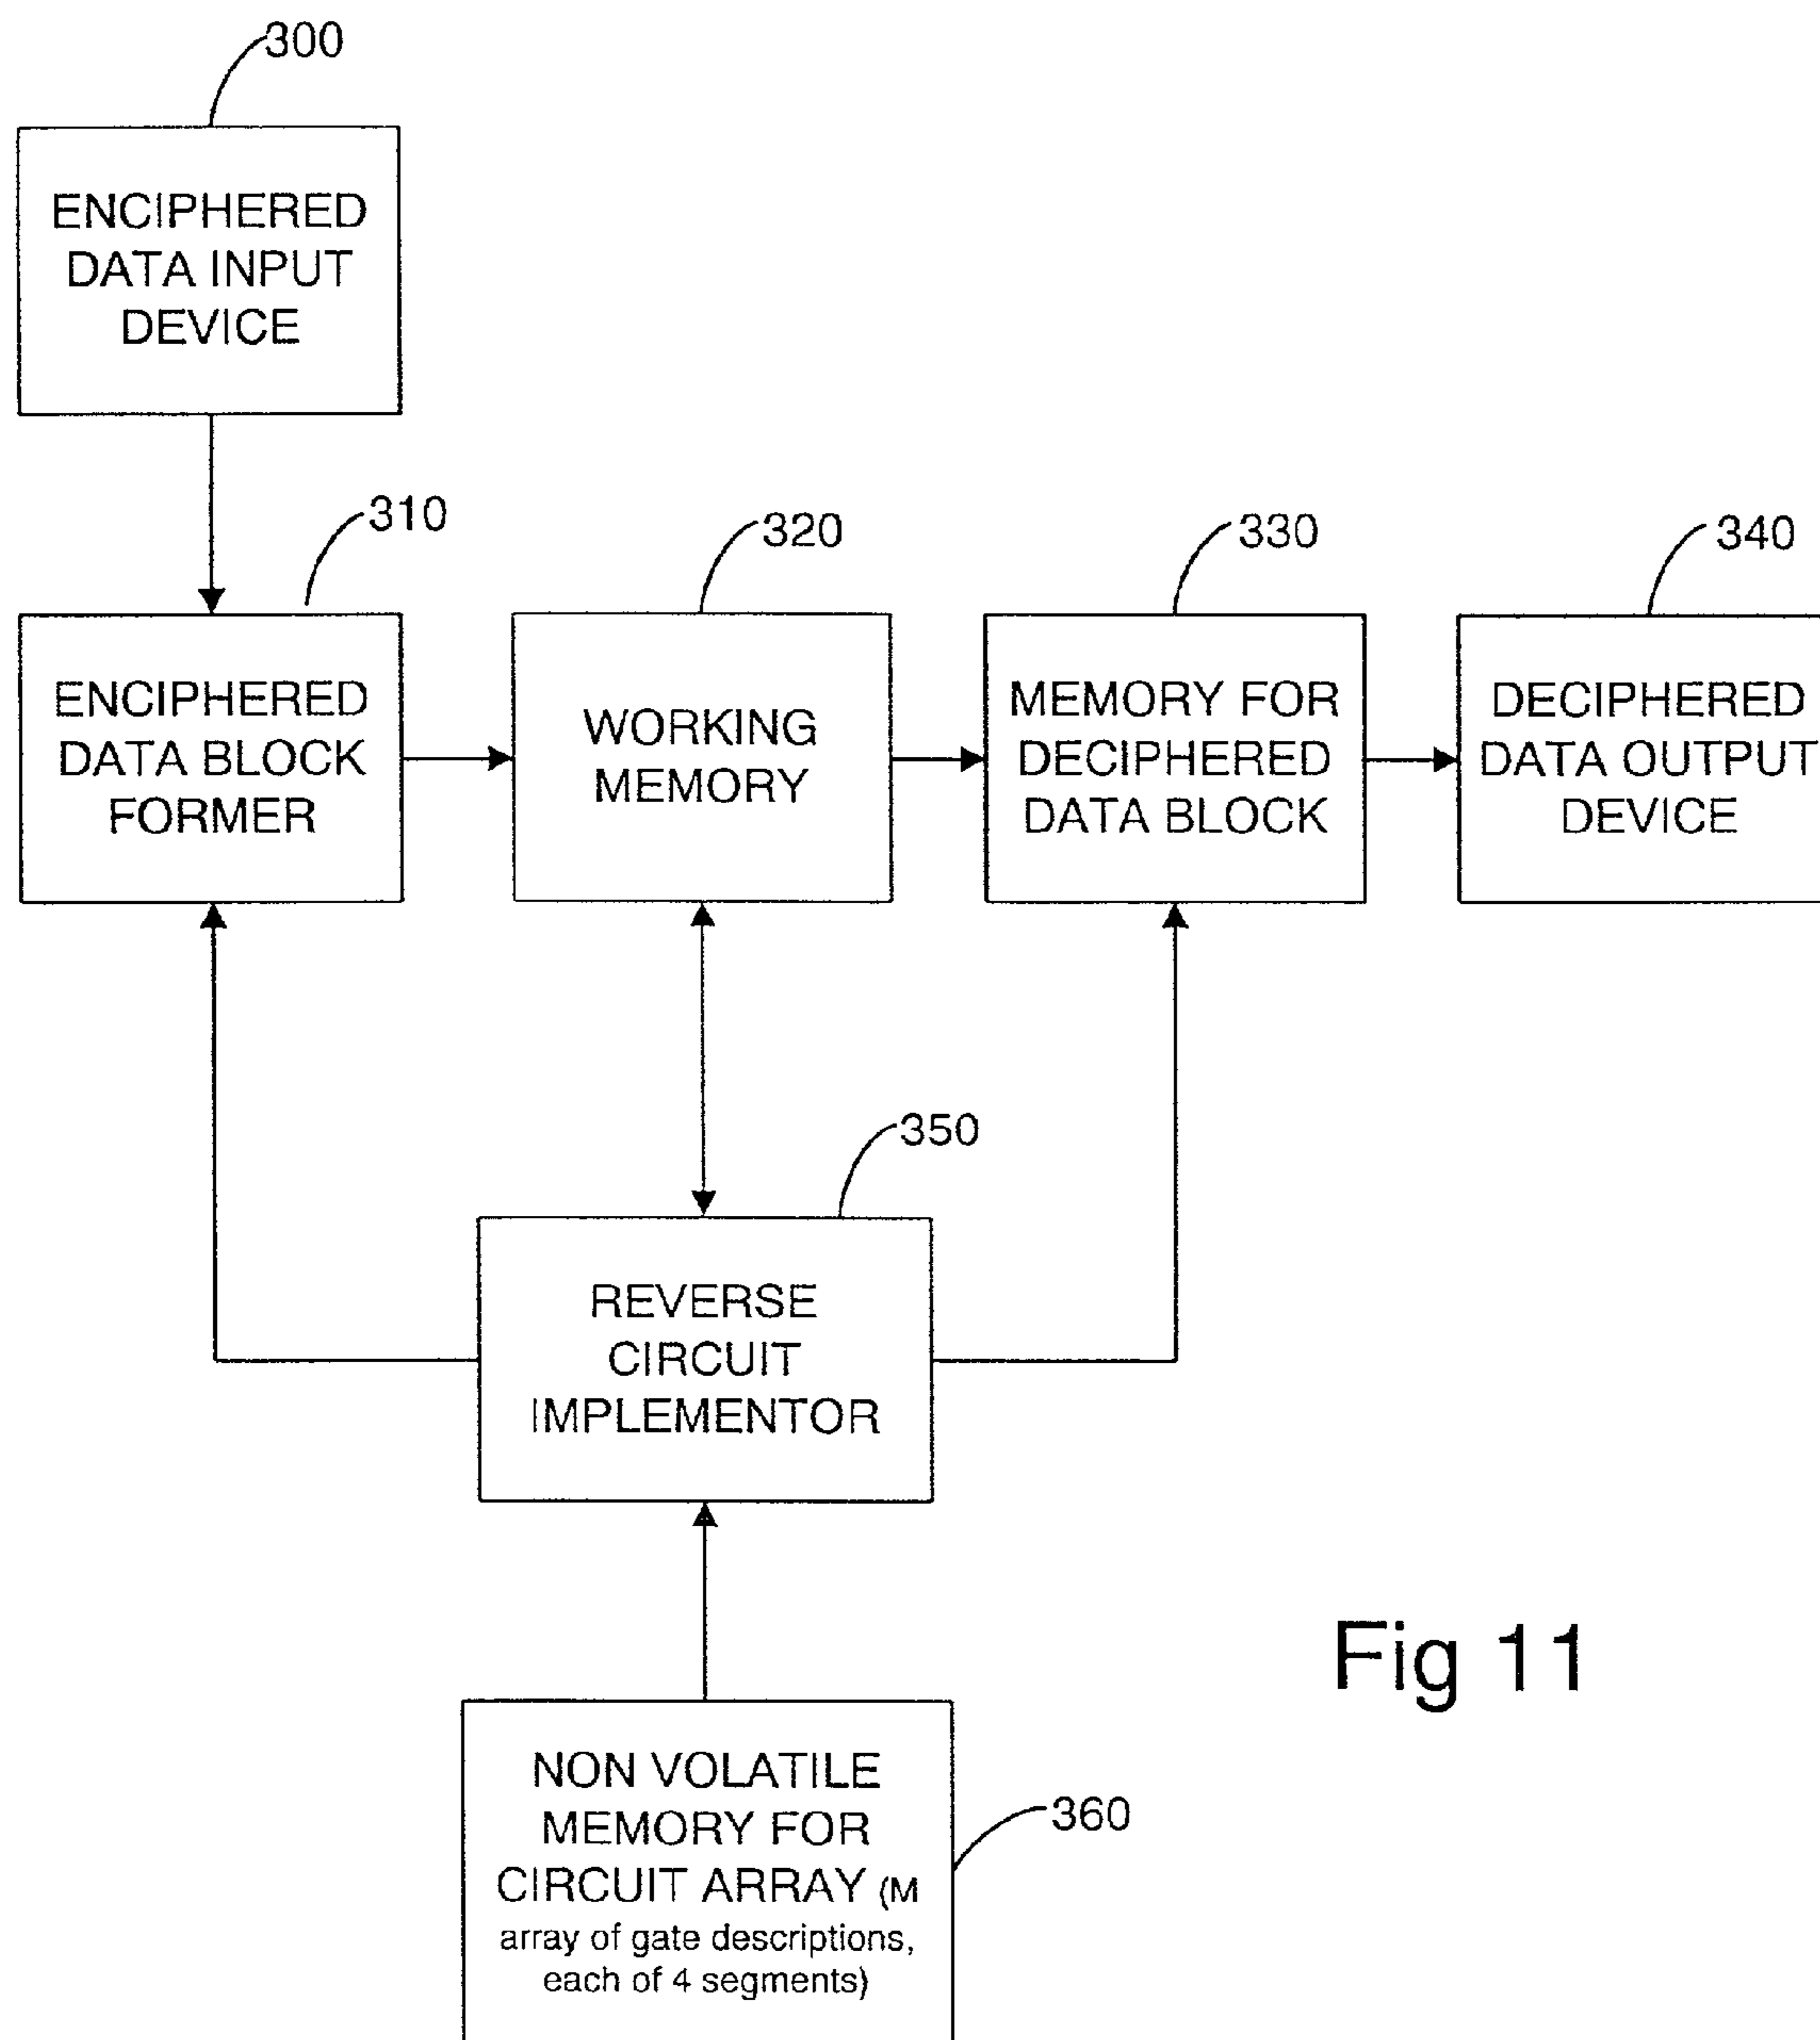 300
ENCIPHERED
DATA INPUT
DEVICE
310
320
330
340
ENCIPHERED
DATA BLOCK
FORMER
WORKING
MEMORY
MEMORY FOR
DECIPHERED
DATA BLOCK
DECIPHERED
DATA OUTPUT
DEVICE
350
REVERSE
CIRCUIT
IMPLEMENTOR
Fig 11
NON VOLATILE
MEMORY FOR
CIRCUIT ARRAY (M
array of gate descriptions,
each of 4 segments)
360